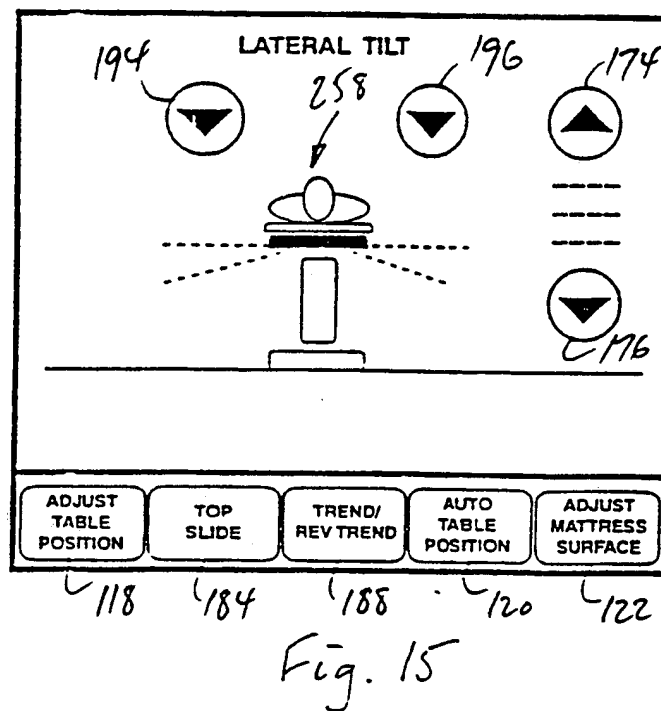 LATERAL TILT
194
258
196
174
176
ADJUST TABLE POSITION
TOP SLIDE
TREND/ REV TREND
AUTO TABLE POSITION
ADJUST MATTRESS SURFACE
118
184
188
120
122
Fig. 15